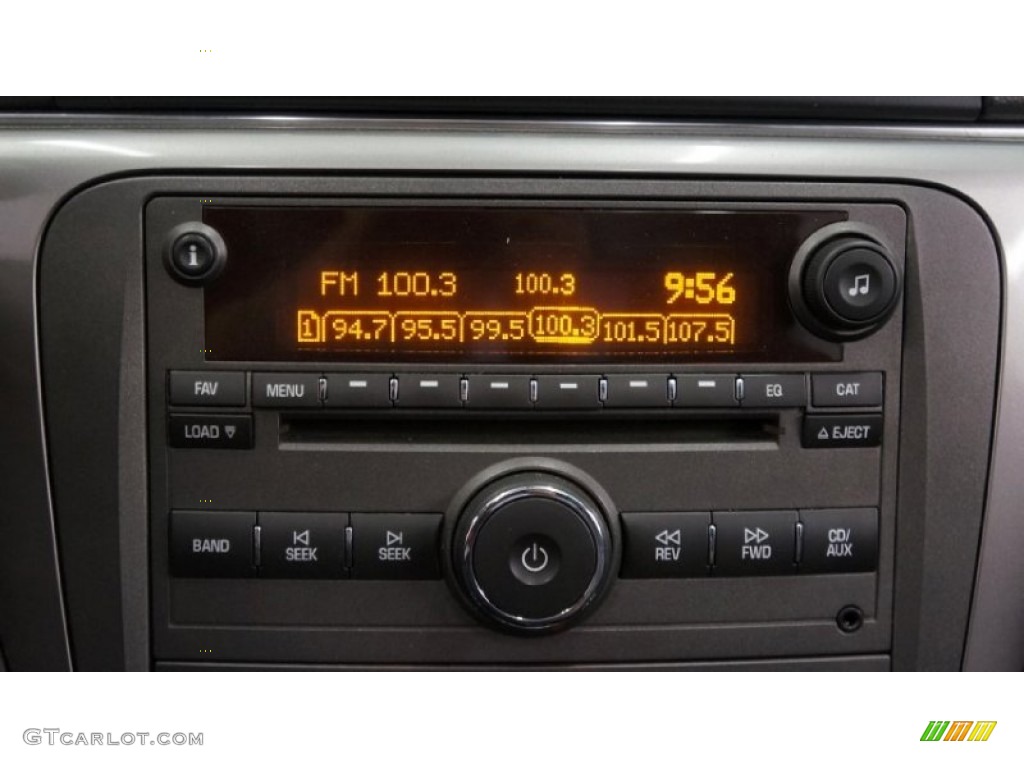 FM 100.3 100.3 9:56
1 94.7 95.5 99.5 100.3 101.5 107.5
FAV MENU EQ CAT
LOAD EJECT
BAND SEEK SEEK REV FWD CD/AUX
GTCARLOT.COM